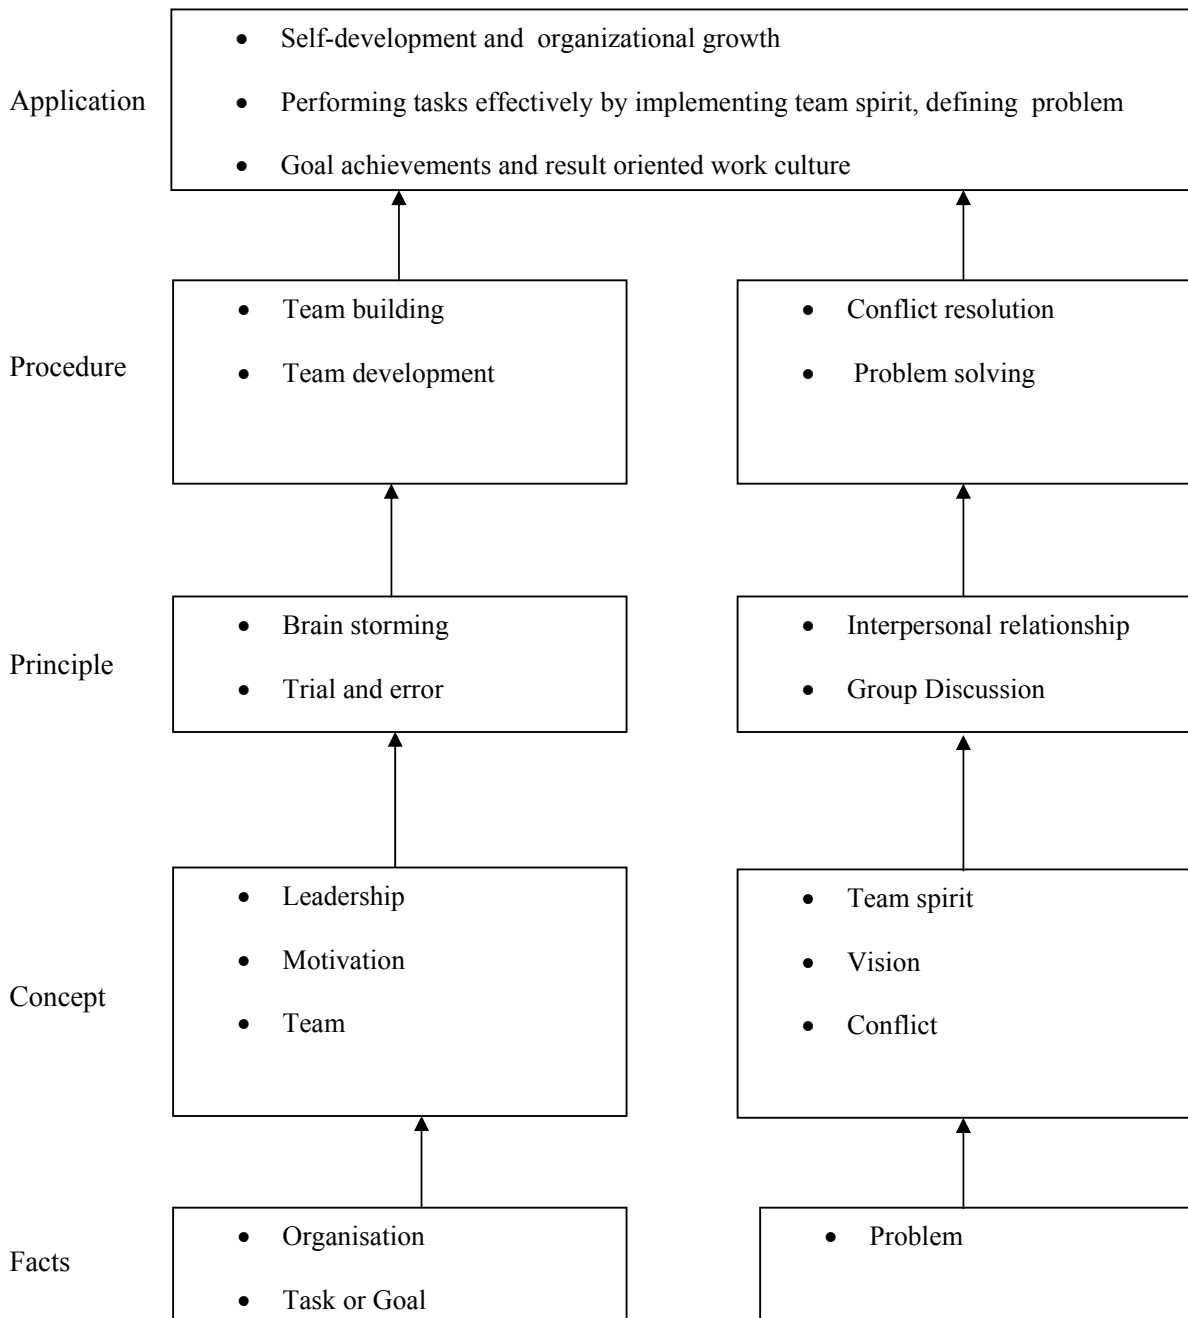 Application
• Self-development and organizational growth
• Performing tasks effectively by implementing team spirit, defining problem
• Goal achievements and result oriented work culture
Procedure
• Team building
• Team development
• Conflict resolution
• Problem solving
Principle
• Brain storming
• Trial and error
• Interpersonal relationship
• Group Discussion
Concept
• Leadership
• Motivation
• Team
• Team spirit
• Vision
• Conflict
Facts
• Organisation
• Task or Goal
• Problem